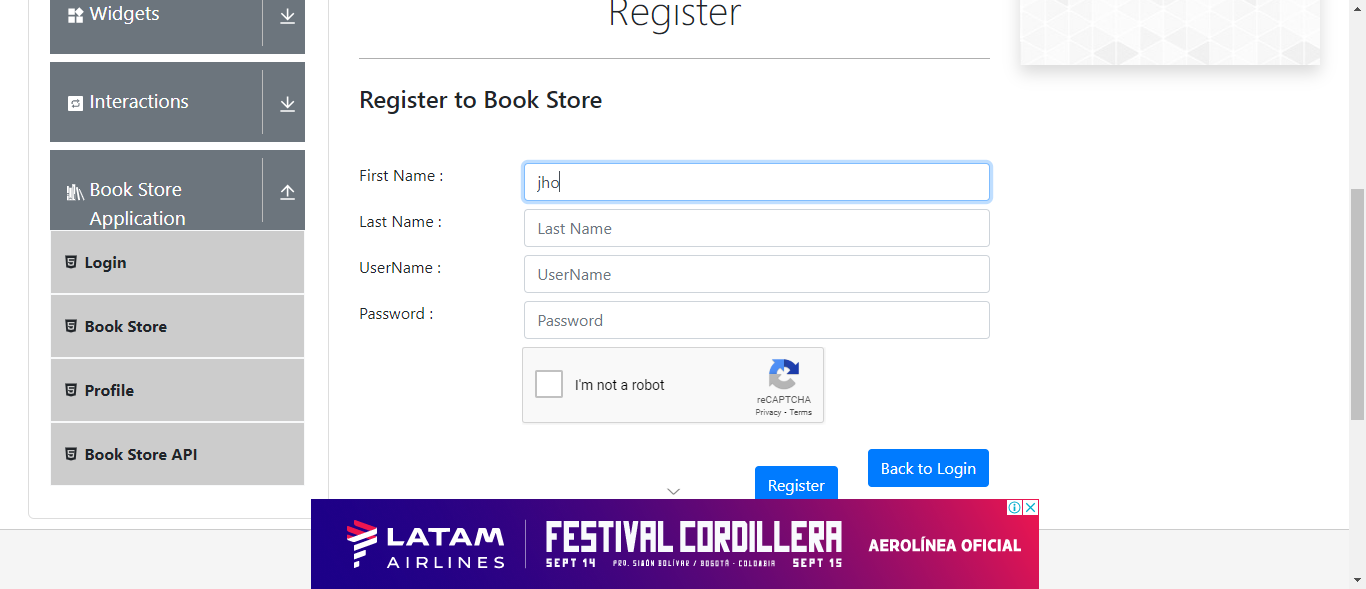 Widgets
Interactions
Book Store
Application
Login
Book Store
Profile
Book Store API
Register
Register to Book Store
First Name :
jho
Last Name :
Last Name
UserName :
UserName
Password :
Password
I'm not a robot
reCAPTCHA
Privacy - Terms
Back to Login
Register
LATAM
AIRLINES
FESTIVAL CORDILLERA
SEPT 14 PRQ. SIMÓN BOLÍVAR / BOGOTÁ - COLOMBIA SEPT 15
AEROLÍNEA OFICIAL